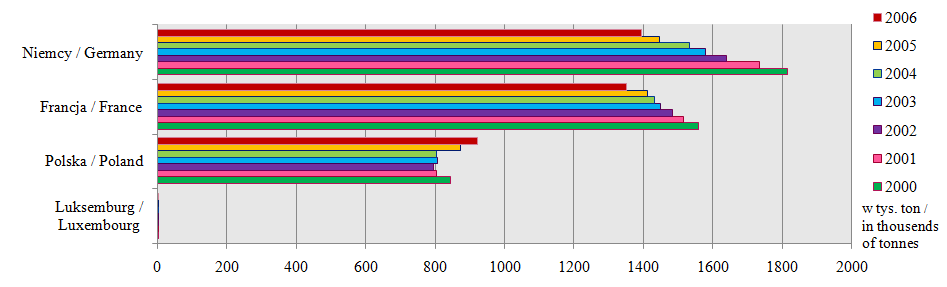 Niemcy / Germany
Francja / France
Polska / Poland
Luksemburg /
Luxembourg
0 200 400 600 800 1000 1200 1400 1600 1800 2000
2006
2005
2004
2003
2002
2001
2000
w tys. ton /
in thousands
of tonnes